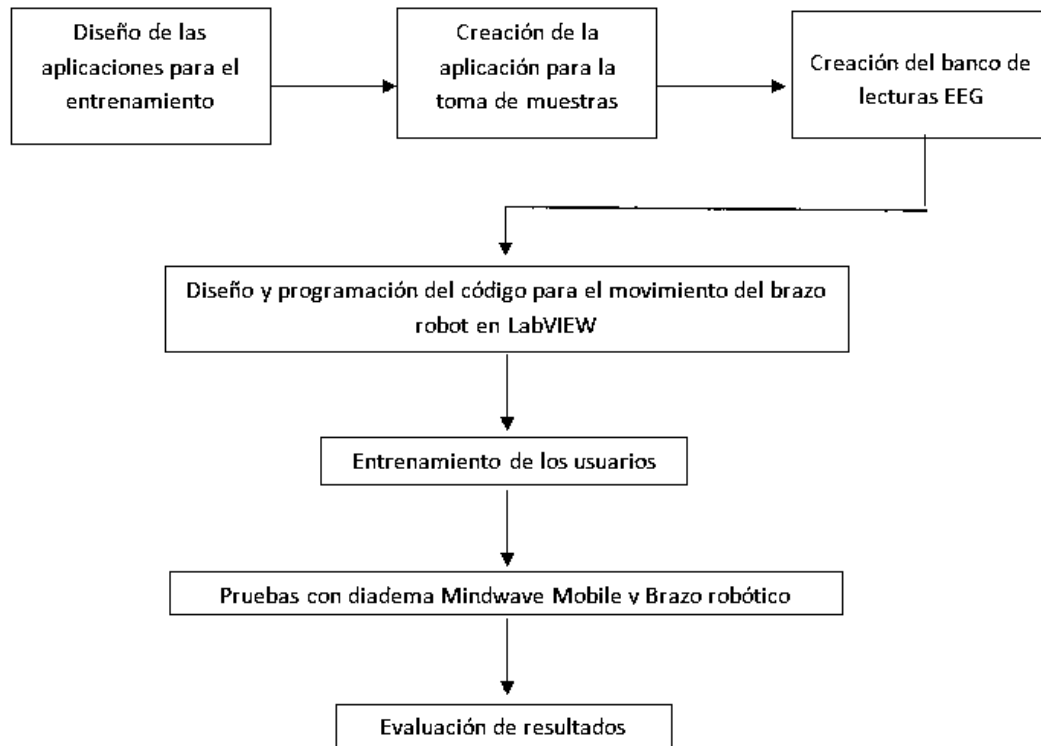 Diseño de las
aplicaciones para el
entrenamiento
Creación de la
aplicación para la
toma de muestras
Creación del banco de
lecturas EEG
Diseño y programación del código para el movimiento del brazo
robot en LabVIEW
Entrenamiento de los usuarios
Pruebas con diadema Mindwave Mobile y Brazo robótico
Evaluación de resultados